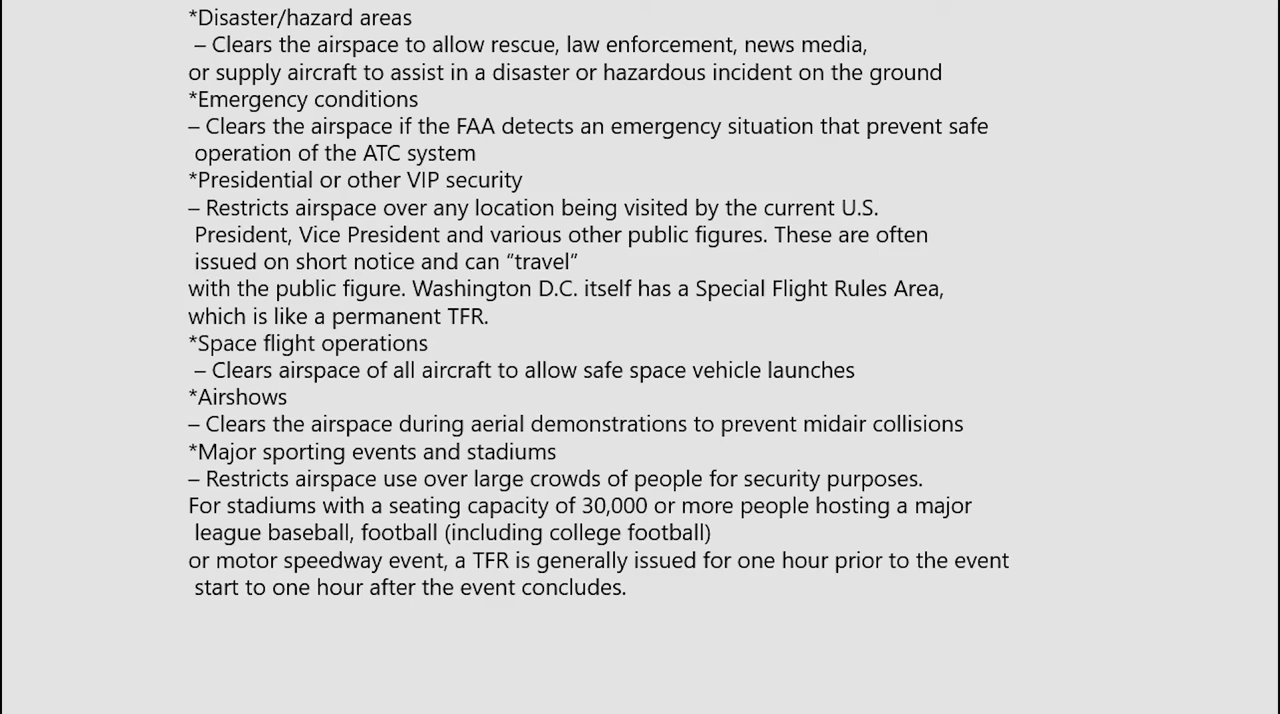 *Disaster/hazard areas
– Clears the airspace to allow rescue, law enforcement, news media,
or supply aircraft to assist in a disaster or hazardous incident on the ground
*Emergency conditions
– Clears the airspace if the FAA detects an emergency situation that prevent safe
operation of the ATC system
*Presidential or other VIP security
– Restricts airspace over any location being visited by the current U.S.
President, Vice President and various other public figures. These are often
issued on short notice and can “travel”
with the public figure. Washington D.C. itself has a Special Flight Rules Area,
which is like a permanent TFR.
*Space flight operations
– Clears airspace of all aircraft to allow safe space vehicle launches
*Airshows
– Clears the airspace during aerial demonstrations to prevent midair collisions
*Major sporting events and stadiums
– Restricts airspace use over large crowds of people for security purposes.
For stadiums with a seating capacity of 30,000 or more people hosting a major
league baseball, football (including college football)
or motor speedway event, a TFR is generally issued for one hour prior to the event
start to one hour after the event concludes.